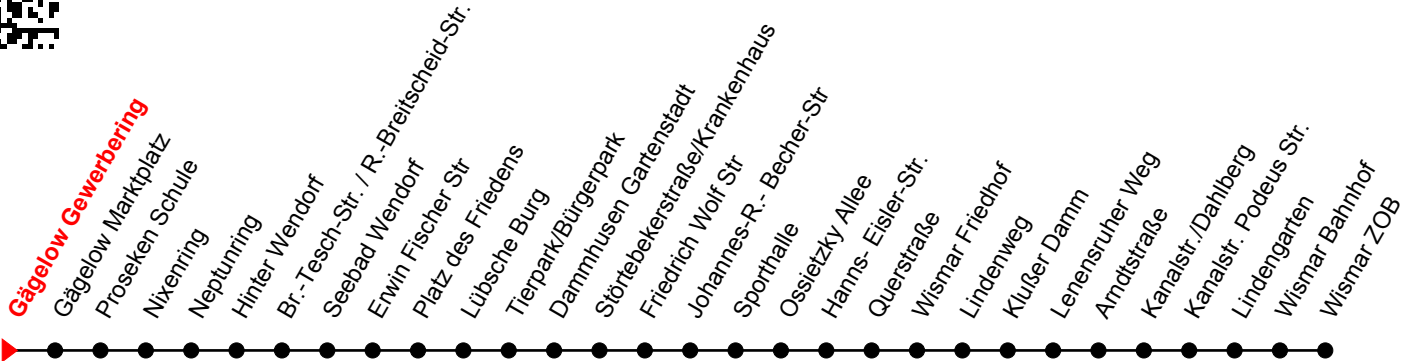 Gägelow Gewerbering
Gägelow Marktplatz
Proseken Schule
Nixenring
Neptunring
Hinter Wendorf
Br.-Tesch-Str. / R.-Breitscheid-Str.
Seebad Wendorf
Erwin Fischer Str
Platz des Friedens
Lübsche Burg
Tierpark/Bürgerpark
Dammhusen Gartenstadt
Störtebekerstraße/Krankenhaus
Friedrich Wolf Str
Johannes-R.- Becher-Str
Sporthalle
Ossietzky Allee
Hanns- Eisler-Str.
Querstraße
Wismar Friedhof
Lindenweg
Klußer Damm
Lenensruher Weg
Arndtstraße
Kanalstr./Dahlberg
Kanalstr. Podeus Str.
Lindengarten
Wismar Bahnhof
Wismar ZOB